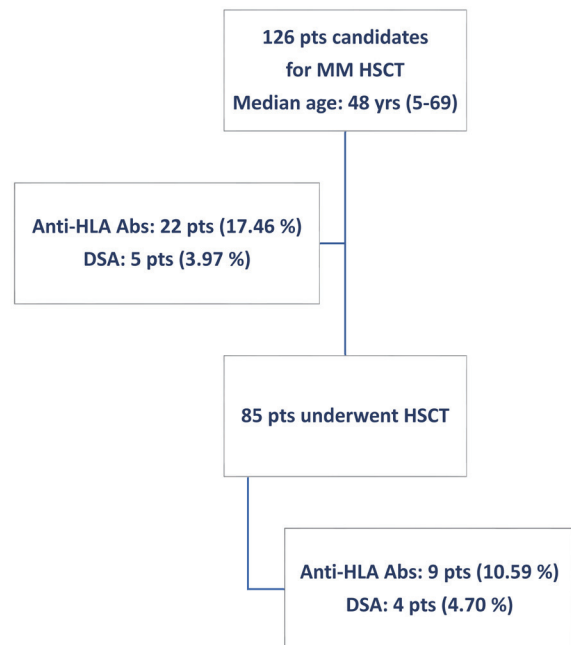 126 pts candidates
for MM HSCT
Median age: 48 yrs (5-69)
Anti-HLA Abs: 22 pts (17.46 %)
DSA: 5 pts (3.97 %)
85 pts underwent HSCT
Anti-HLA Abs: 9 pts (10.59 %)
DSA: 4 pts (4.70 %)